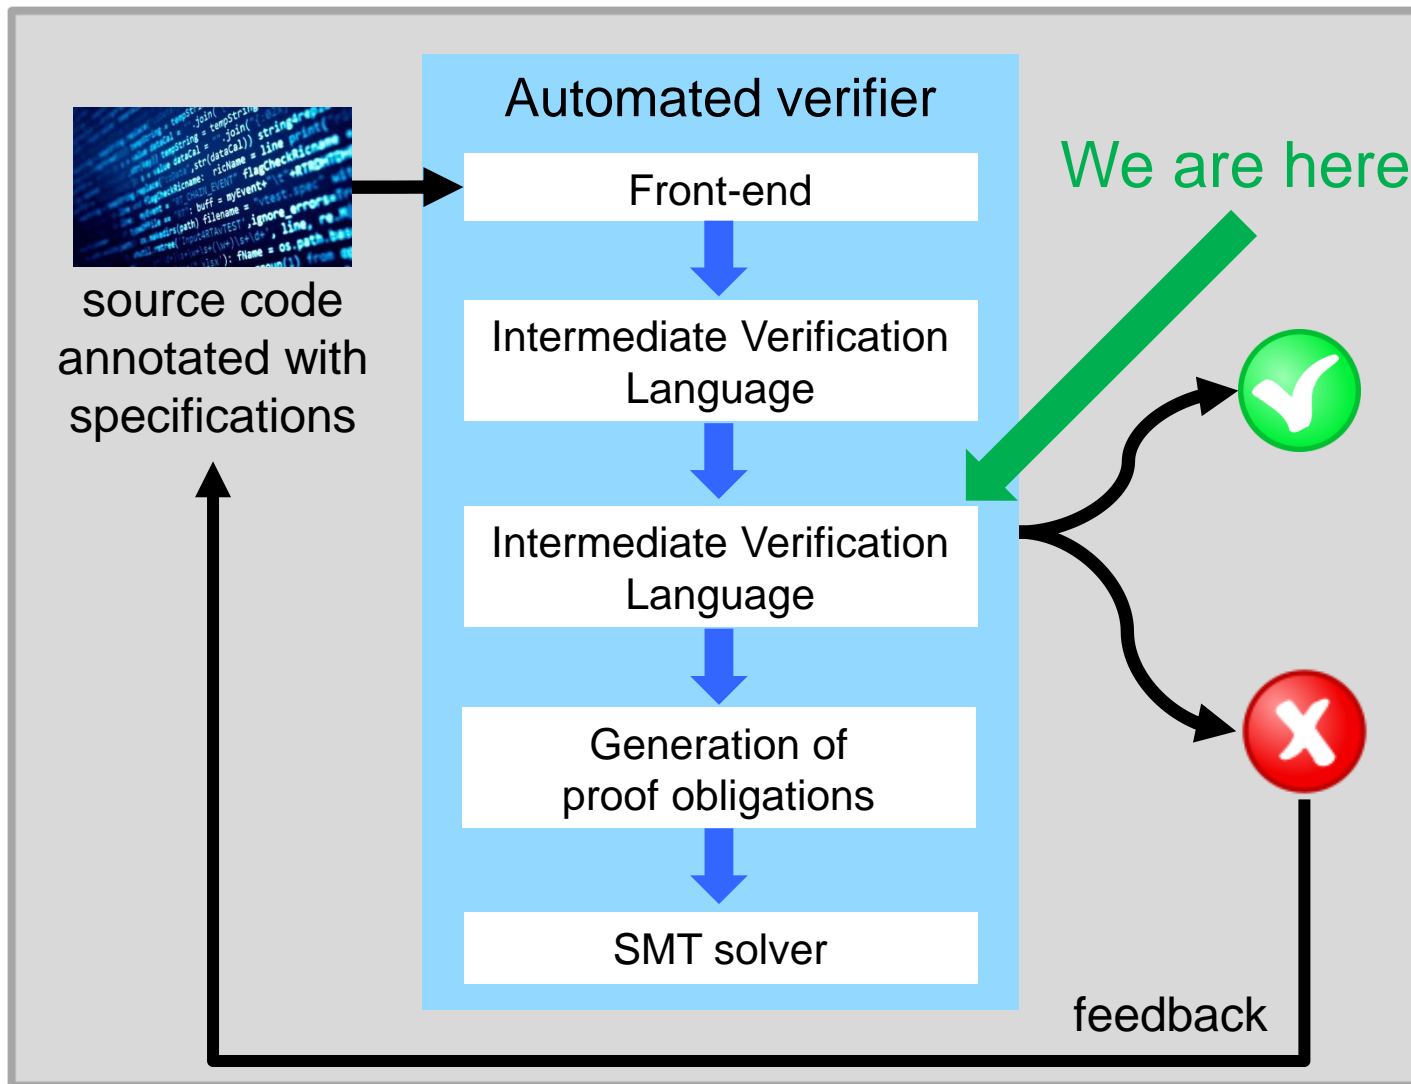 Automated verifier
We are here
Front-end
source code
annotated with
specifications
Intermediate Verification
Language
Intermediate Verification
Language
Generation of
proof obligations
SMT solver
feedback